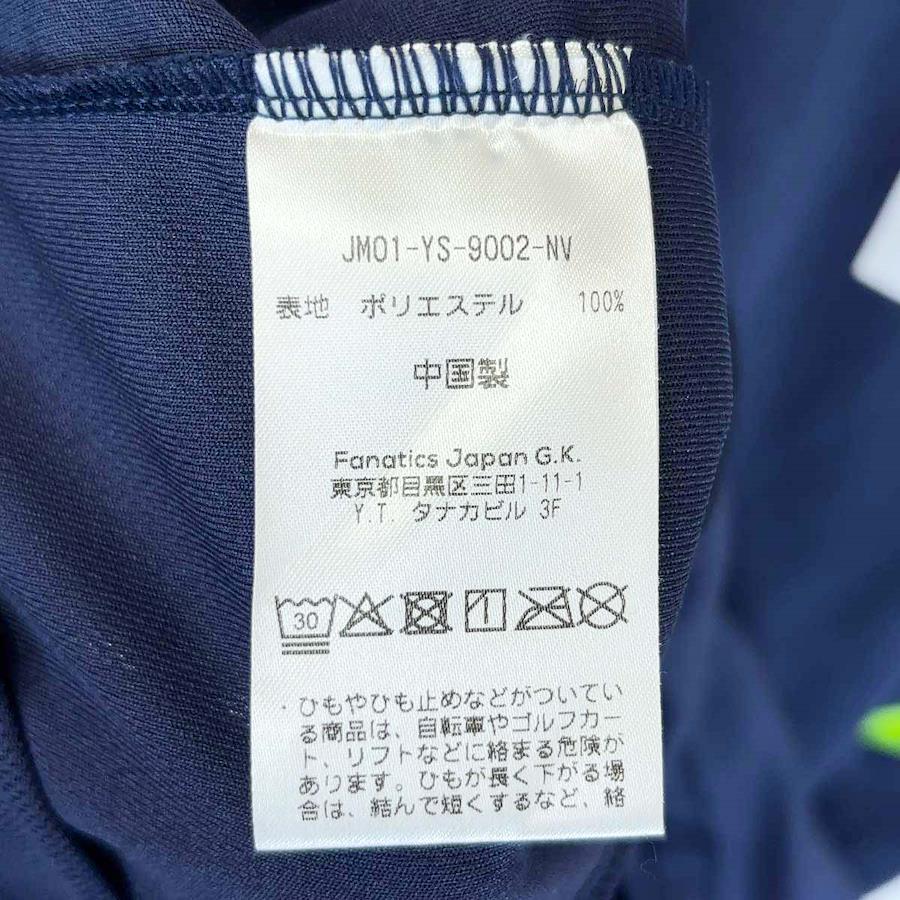 JM01-YS-9002-NV
表地 ポリエステル 100%
中国製
Fanatics Japan G.K.
東京都目黒区三田1-11-1
Y.T. タナカビル 3F
30
・ひもやひも止めなどがついてい
る商品は、自転車やゴルフカー
ト、リフトなどに絡まる危険が
あります。ひもが長く下がる場
合は、結んで短くするなど、絡